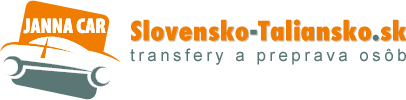 JANNA CAR
Slovensko-Taliansko.sk
transfery a preprava osôb